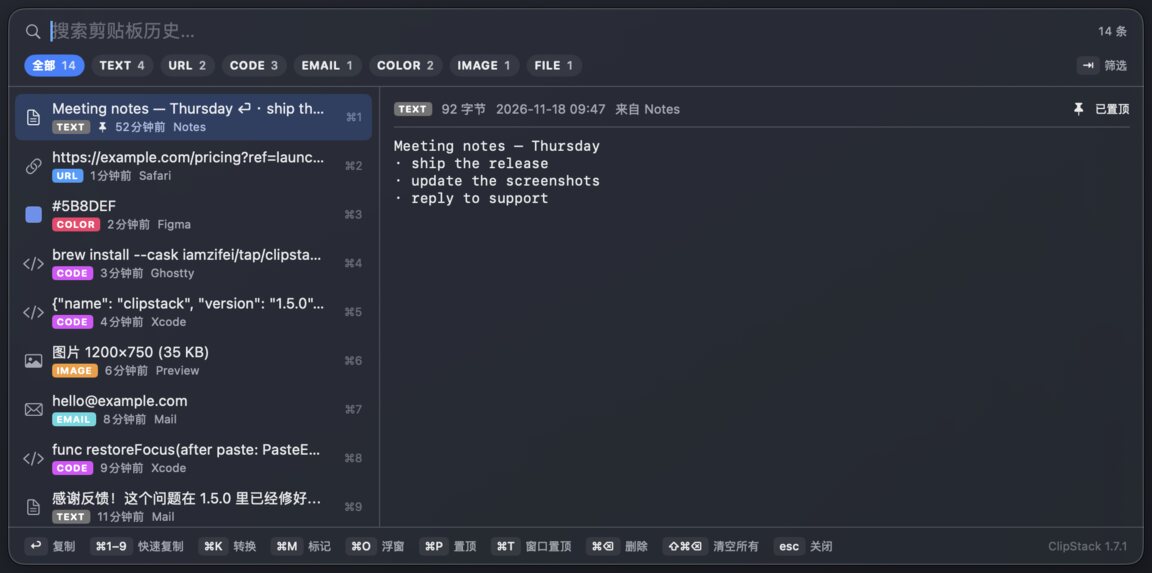 搜索剪贴板历史...
14 条
全部 14 TEXT 4 URL 2 CODE 3 EMAIL 1 COLOR 2 IMAGE 1 FILE 1
⇥ 筛选
Meeting notes — Thursday ⏎ · ship th... ⌘1
TEXT 52分钟前 Notes
https://example.com/pricing?ref=launc... ⌘2
URL 1分钟前 Safari
#5B8DEF ⌘3
COLOR 2分钟前 Figma
brew install --cask iamzifei/tap/clipsta... ⌘4
CODE 3分钟前 Ghostty
{"name": "clipstack", "version": "1.5.0"... ⌘5
CODE 4分钟前 Xcode
图片 1200×750 (35 KB) ⌘6
IMAGE 6分钟前 Preview
hello@example.com ⌘7
EMAIL 8分钟前 Mail
func restoreFocus(after paste: PasteE... ⌘8
CODE 9分钟前 Xcode
感谢反馈！这个问题在 1.5.0 里已经修好... ⌘9
TEXT 11分钟前 Mail
TEXT 92 字节 2026-11-18 09:47 来自 Notes 已置顶
Meeting notes — Thursday
· ship the release
· update the screenshots
· reply to support
⏎ 复制 ⌘1–9 快速复制 ⌘K 转换 ⌘M 标记 ⌘O 浮窗 ⌘P 置顶 ⌘T 窗口置顶 ⌘⌫ 删除 ⇧⌘⌫ 清空所有 esc 关闭
ClipStack 1.7.1